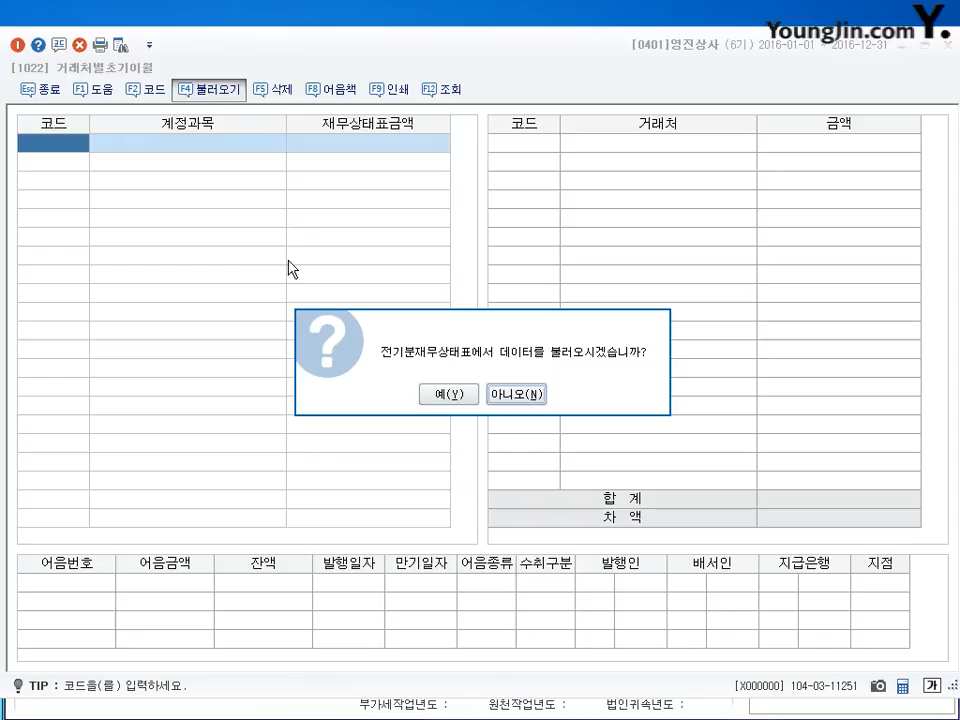 YoungJin.com Y.
[0401]영진상사 (6기) 2016-01-01 ~ 2016-12-31
[1022] 거래처별초기이월
Esc 종료 F1 도움 F2 코드 F4 불러오기 F5 삭제 F8 어음책 F9 인쇄 F12 조회
코드 계정과목 재무상태표금액 코드 거래처 금액
전기분재무상태표에서 데이터를 불러오시겠습니까?
예(Y) 아니오(N)
합 계
차 액
어음번호 어음금액 잔액 발행일자 만기일자 어음종류 수취구분 발행인 배서인 지급은행 지점
TIP : 코드을(를) 입력하세요.
[X000000] 104-03-11251 가
부가세작업년도 : 원천작업년도 : 법인귀속년도 :